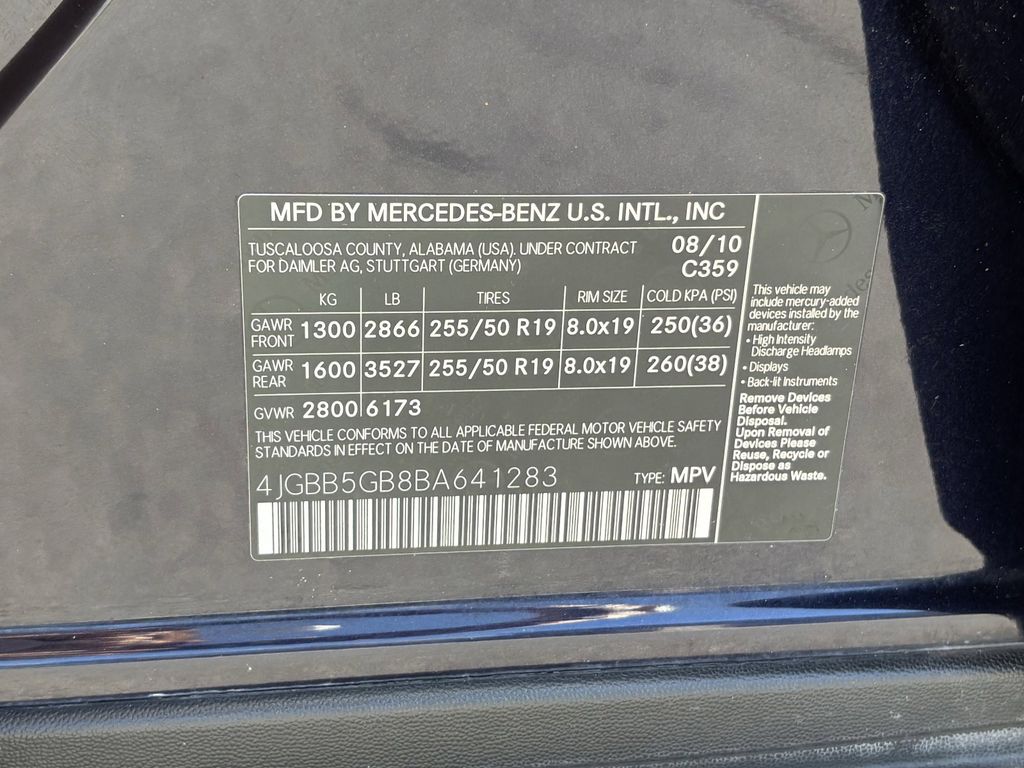 MFD BY MERCEDES-BENZ U.S. INTL., INC
TUSCALOOSA COUNTY, ALABAMA (USA). UNDER CONTRACT
FOR DAIMLER AG, STUTTGART (GERMANY)
08/10
C359
KG LB TIRES RIM SIZE COLD KPA (PSI)
GAWR FRONT 1300 2866 255/50 R19 8.0x19 250(36)
GAWR REAR 1600 3527 255/50 R19 8.0x19 260(38)
GVWR 2800 6173
THIS VEHICLE CONFORMS TO ALL APPLICABLE FEDERAL MOTOR VEHICLE SAFETY
STANDARDS IN EFFECT ON THE DATE OF MANUFACTURE SHOWN ABOVE.
4JGBB5GB8BA641283 TYPE: MPV
Mercedes
This vehicle may
include mercury-added
devices installed by the
manufacturer:
• High Intensity
Discharge Headlamps
• Displays
• Back-lit Instruments
Remove Devices
Before Vehicle
Disposal.
Upon Removal of
Devices Please
Reuse, Recycle or
Dispose as
Hazardous Waste.